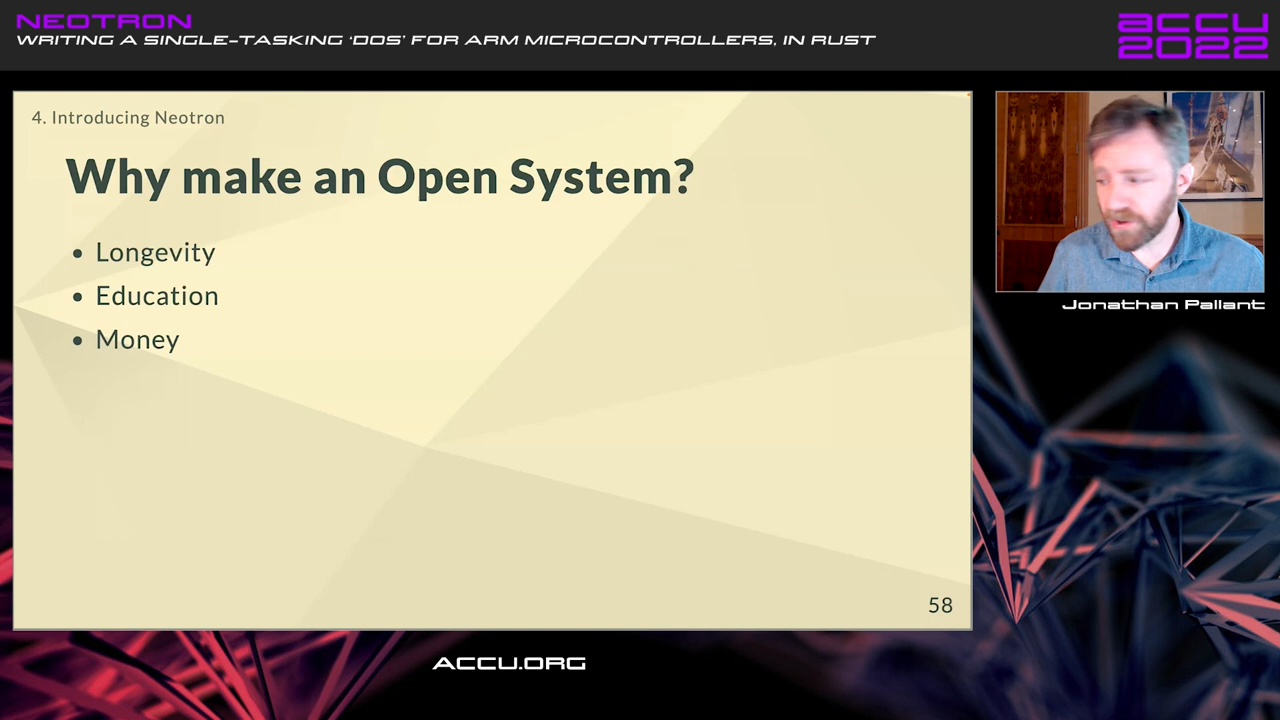 NEOTRON
WRITING A SINGLE-TASKING 'DOS' FOR ARM MICROCONTROLLERS, IN RUST
ACCU
2022
4. Introducing Neotron
Why make an Open System?
• Longevity
• Education
• Money
58
Jonathan Pallant
ACCU.ORG